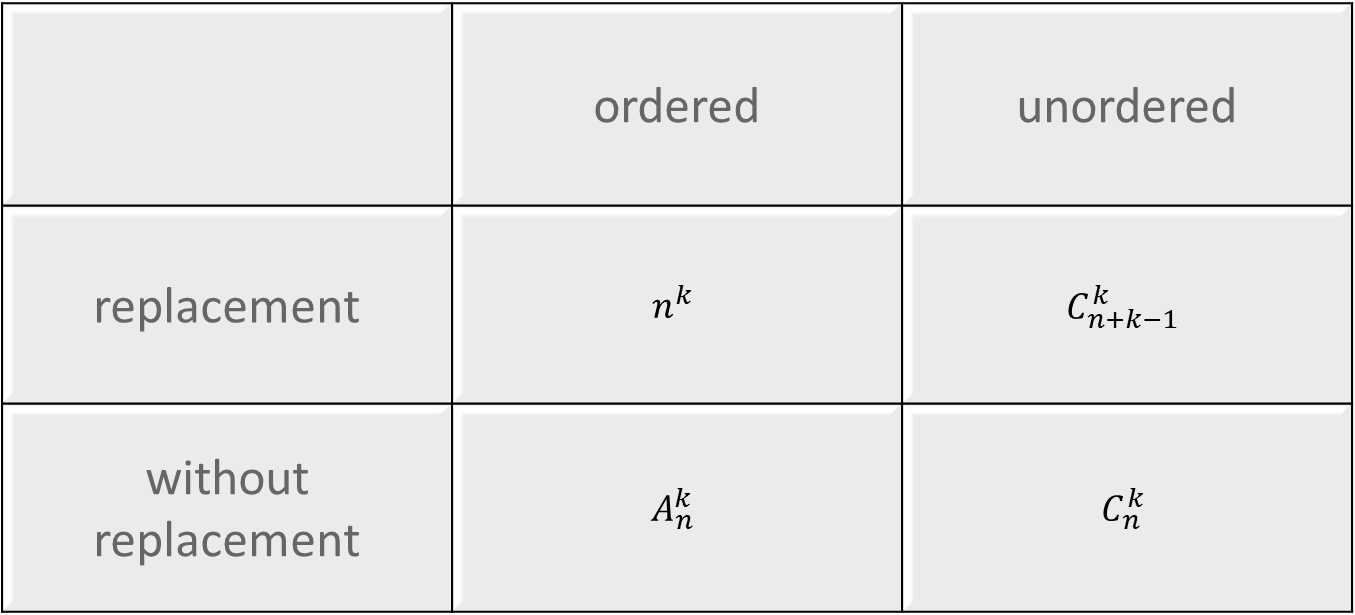 ordered unordered
replacement $n^k$ $C_{n+k-1}^k$
without
replacement $A_n^k$ $C_n^k$